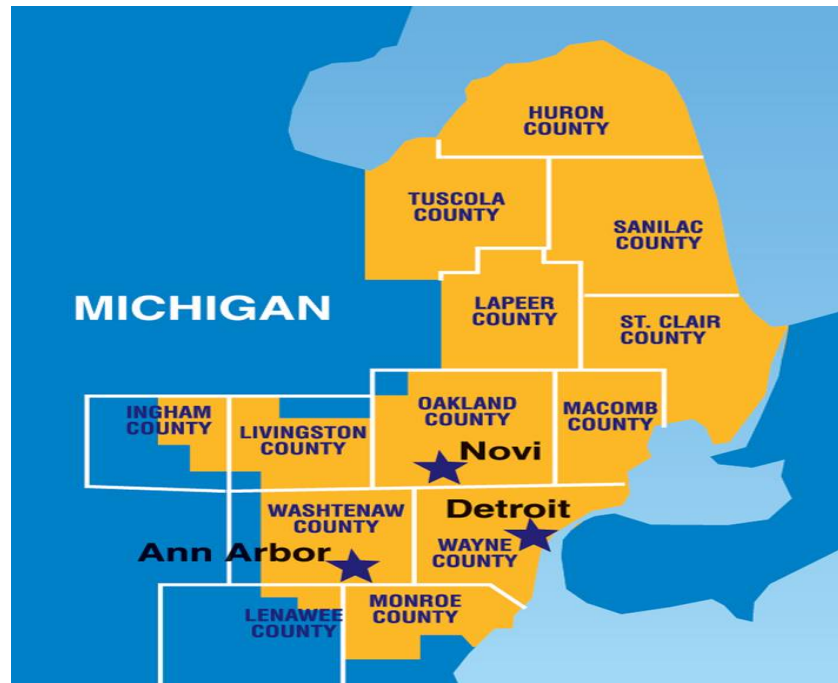 HURON
COUNTY
TUSCOLA
COUNTY
SANILAC
COUNTY
MICHIGAN
LAPEER
COUNTY
ST. CLAIR
COUNTY
INGHAM
COUNTY
LIVINGSTON
COUNTY
OAKLAND
COUNTY
MACOMB
COUNTY
Novi
WASHTENAW
COUNTY
Detroit
Ann Arbor
WAYNE
COUNTY
LENAWEE
COUNTY
MONROE
COUNTY